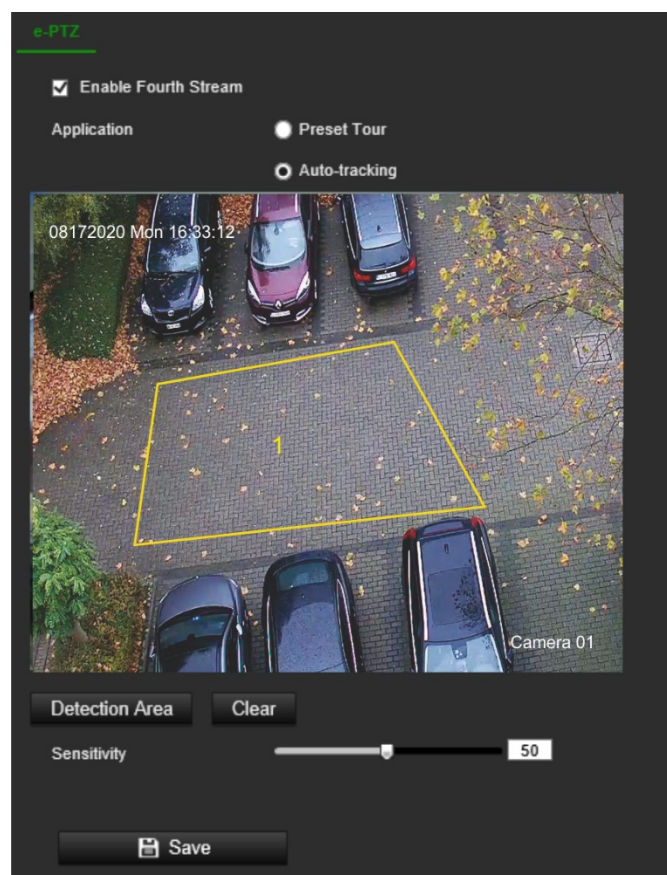 e-PTZ
Enable Fourth Stream
Application
Preset Tour
Auto-tracking
08172020 Mon 16:33:12
1
Camera 01
Detection Area
Clear
Sensitivity
50
Save